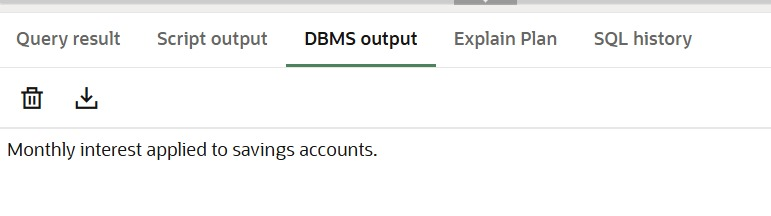 Query result Script output DBMS output Explain Plan SQL history
Monthly interest applied to savings accounts.